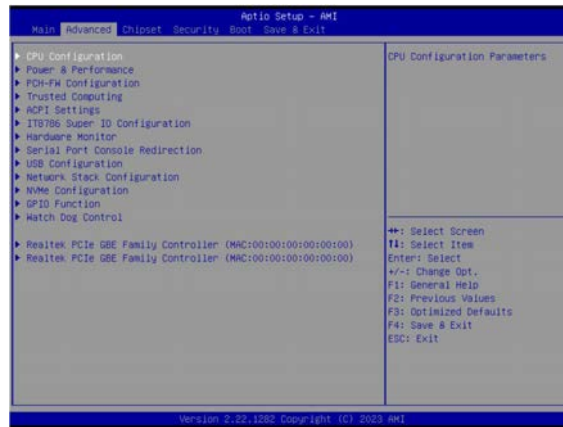 Aptio Setup - AMI
Main Advanced Chipset Security Boot Save & Exit
▶ CPU Configuration
▶ Power & Performance
▶ PCH-FW Configuration
▶ Trusted Computing
▶ ACPI Settings
▶ IT8786 Super IO Configuration
▶ Hardware Monitor
▶ Serial Port Console Redirection
▶ USB Configuration
▶ Network Stack Configuration
▶ NVMe Configuration
▶ GPIO Function
▶ Watch Dog Control
▶ Realtek PCIe GBE Family Controller (MAC:00:00:00:00:00:00)
▶ Realtek PCIe GBE Family Controller (MAC:00:00:00:00:00:00)
CPU Configuration Parameters
→←: Select Screen
↑↓: Select Item
Enter: Select
+/-: Change Opt.
F1: General Help
F2: Previous Values
F3: Optimized Defaults
F4: Save & Exit
ESC: Exit
Version 2.22.1282 Copyright (C) 2023 AMI